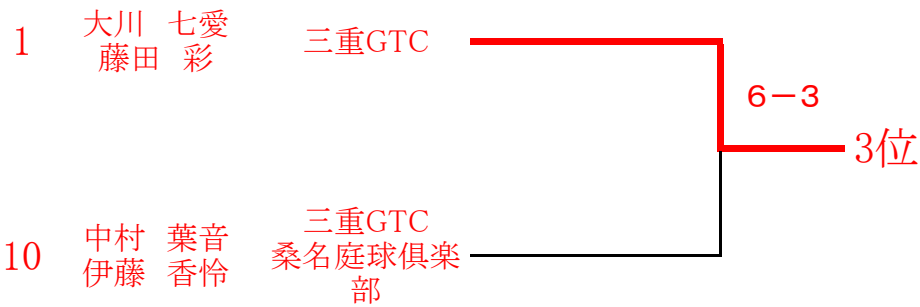 1
大川 七愛
藤田 彩
三重GTC
6-3
3位
10
中村 葉音
伊藤 香怜
三重GTC
桑名庭球倶楽
部